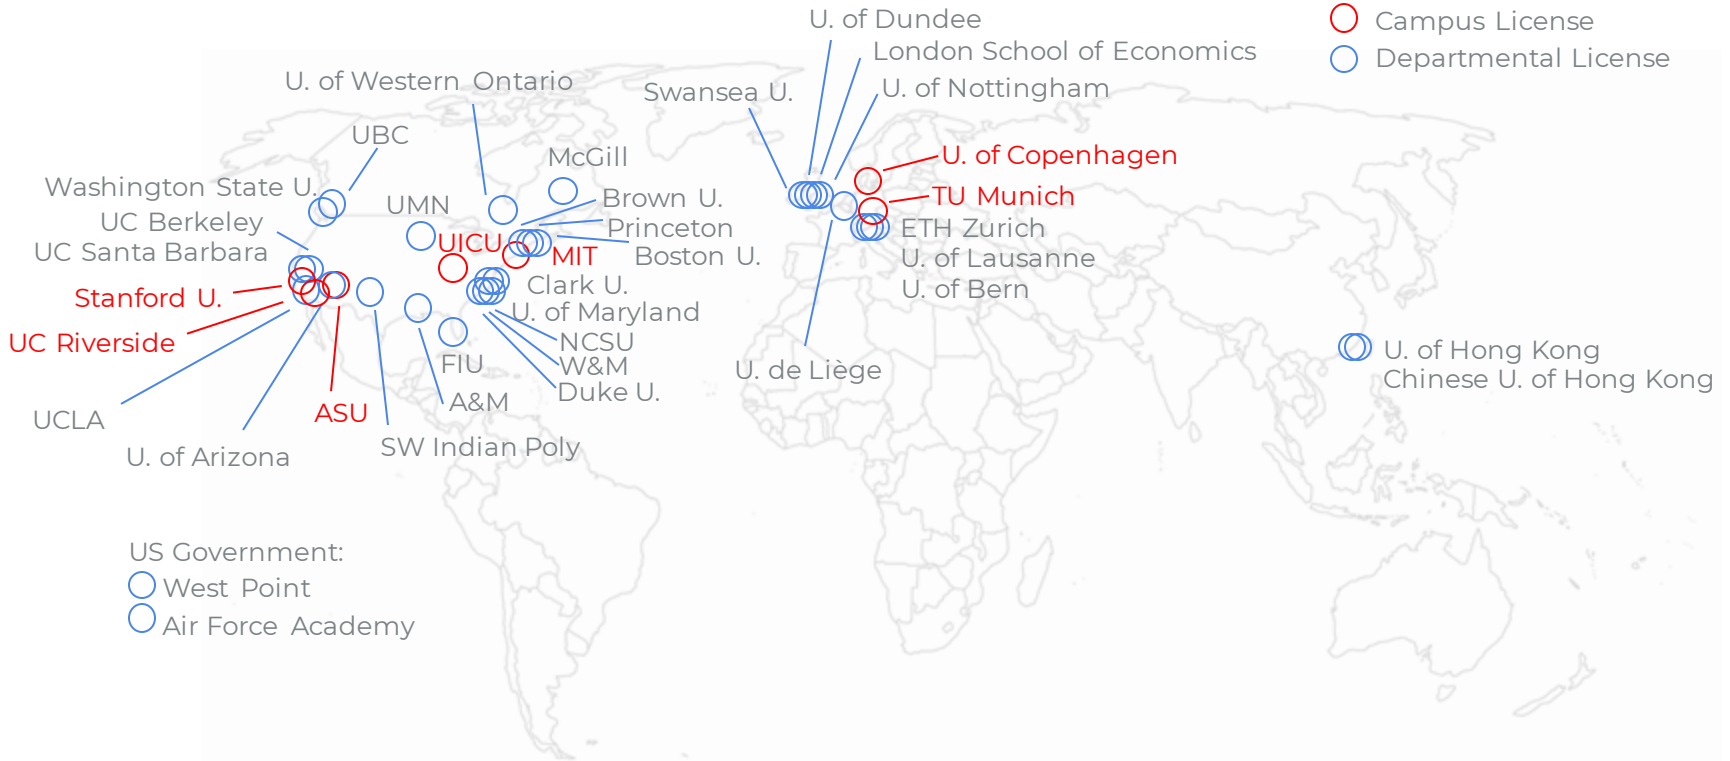 U. of Dundee
London School of Economics
U. of Nottingham
Swansea U.
Campus License
Departmental License
U. of Western Ontario
UBC
McGill
Washington State U.
UC Berkeley
UC Santa Barbara
UMN
Brown U.
Princeton
Boston U.
UICU
MIT
Clark U.
U. of Maryland
NCSU
W&M
Duke U.
Stanford U.
UC Riverside
UCLA
U. of Arizona
ASU
SW Indian Poly
A&M
FIU
U. of Copenhagen
TU Munich
ETH Zurich
U. of Lausanne
U. of Bern
U. de Liège
U. of Hong Kong
Chinese U. of Hong Kong
US Government:
West Point
Air Force Academy